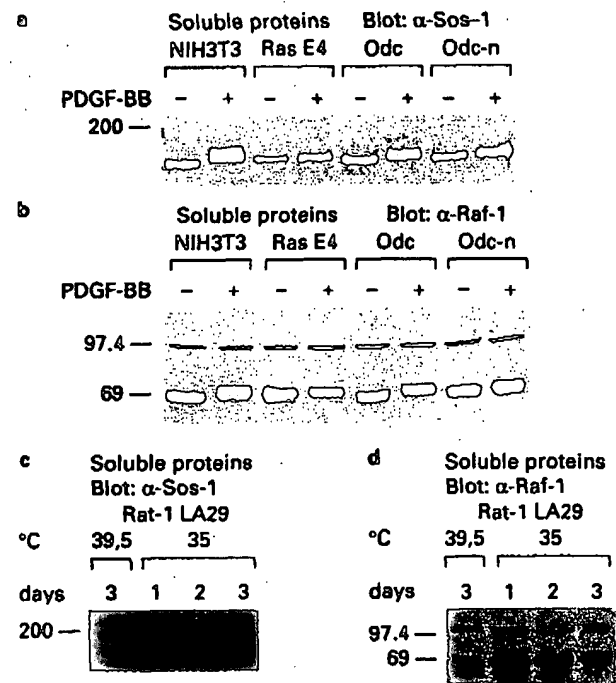 a
Soluble proteins Blot: α-Sos-1
NIH3T3 Ras E4 Odc Odc-n
PDGF-BB – + – + – + – +
200 —
b
Soluble proteins Blot: α-Raf-1
NIH3T3 Ras E4 Odc Odc-n
PDGF-BB – + – + – + – +
97.4 —
69 —
c
Soluble proteins
Blot: α-Sos-1
Rat-1 LA29
°C 39,5 35
days 3 1 2 3
200 —
d
Soluble proteins
Blot: α-Raf-1
Rat-1 LA29
°C 39,5 35
days 3 1 2 3
97.4 —
69 —